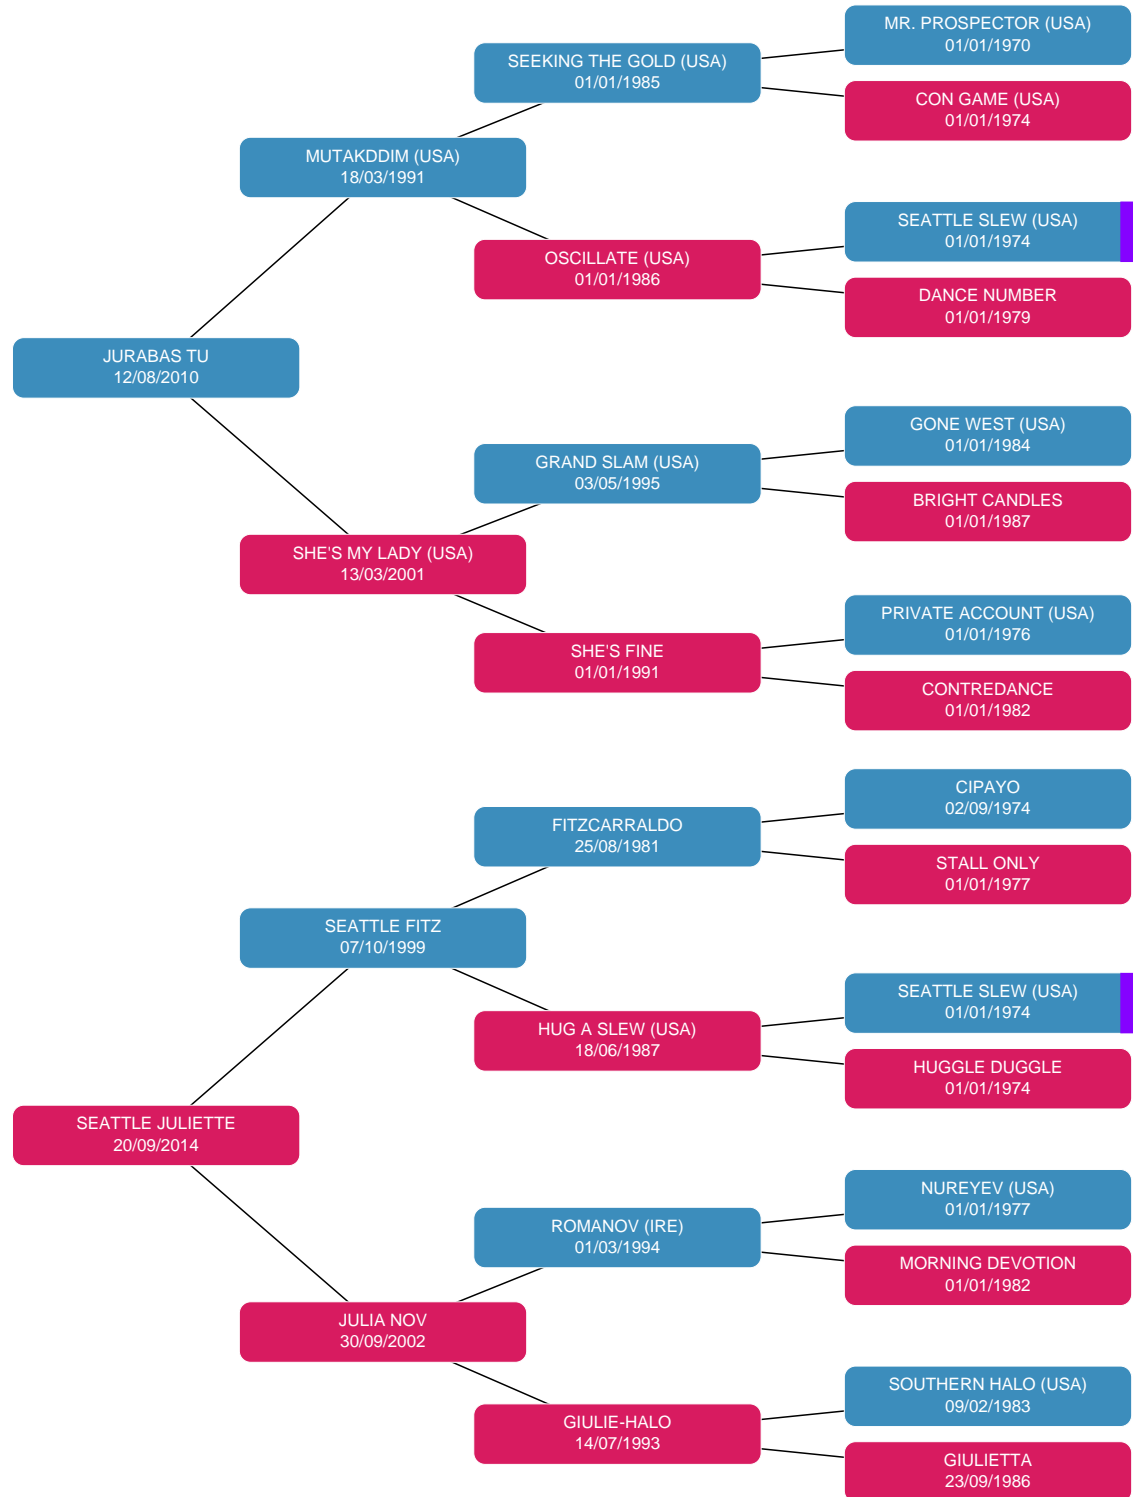 MR. PROSPECTOR (USA)
01/01/1970
SEEKING THE GOLD (USA)
01/01/1985
CON GAME (USA)
01/01/1974
MUTAKDDIM (USA)
18/03/1991
SEATTLE SLEW (USA)
01/01/1974
OSCILLATE (USA)
01/01/1986
DANCE NUMBER
01/01/1979
JURABAS TU
12/08/2010
GONE WEST (USA)
01/01/1984
GRAND SLAM (USA)
03/05/1995
BRIGHT CANDLES
01/01/1987
SHE'S MY LADY (USA)
13/03/2001
PRIVATE ACCOUNT (USA)
01/01/1976
SHE'S FINE
01/01/1991
CONTREDANCE
01/01/1982
CIPAYO
02/09/1974
FITZCARRALDO
25/08/1981
STALL ONLY
01/01/1977
SEATTLE FITZ
07/10/1999
SEATTLE SLEW (USA)
01/01/1974
HUG A SLEW (USA)
18/06/1987
HUGGLE DUGGLE
01/01/1974
SEATTLE JULIETTE
20/09/2014
NUREYEV (USA)
01/01/1977
ROMANOV (IRE)
01/03/1994
MORNING DEVOTION
01/01/1982
JULIA NOV
30/09/2002
SOUTHERN HALO (USA)
09/02/1983
GIULIE-HALO
14/07/1993
GIULIETTA
23/09/1986